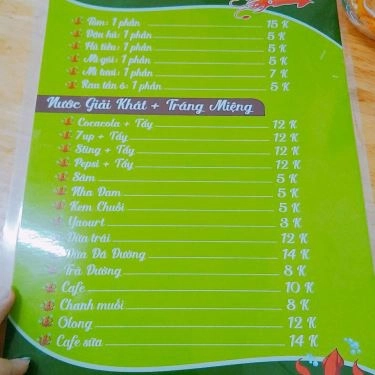 Tôm: 1 phần 15 K
Đậu hũ: 1 phần 5 K
Hủ tiếu: 1 phần 5 K
Mì gói: 1 phần 5 K
Mì tươi: 1 phần 7 K
Rau tần ô: 1 phần 5 K
Nước Giải Khát + Tráng Miệng
Cocacola + Tẩy 12 K
7up + Tẩy 12 K
Sting + Tẩy 12 K
Pepsi + Tẩy 12 K
Sâm 5 K
Nha Đam 5 K
Kem Chuối 5 K
Yaourt 3 K
Dừa trái 12 K
Dừa Đá Đường 14 K
Trà Đường 8 K
Cafe 10 K
Chanh muối 8 K
Olong 12 K
Cafe sữa 14 K